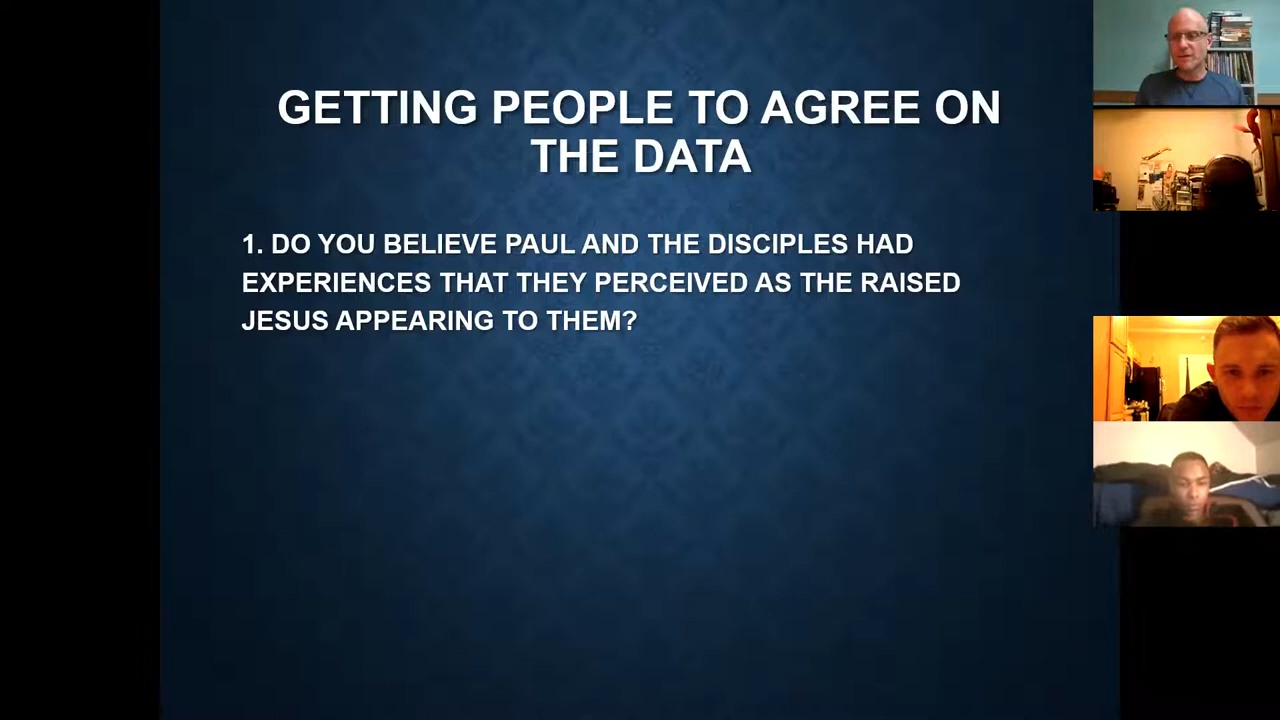 GETTING PEOPLE TO AGREE ON
THE DATA
1. DO YOU BELIEVE PAUL AND THE DISCIPLES HAD
EXPERIENCES THAT THEY PERCEIVED AS THE RAISED
JESUS APPEARING TO THEM?